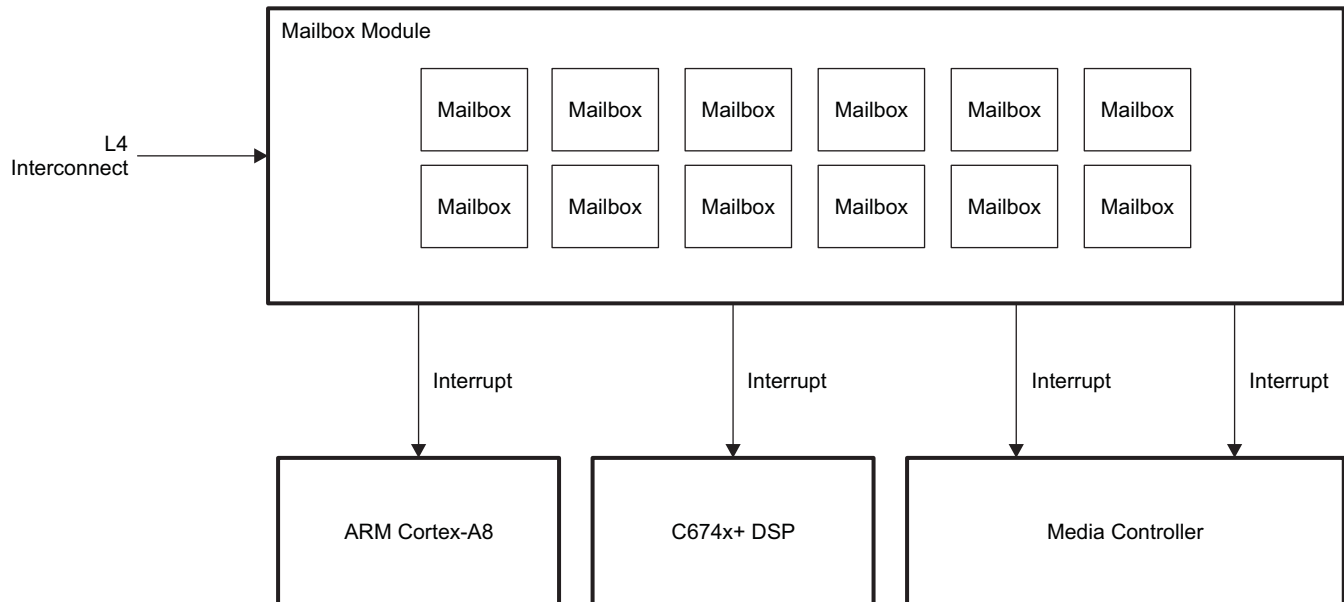 Mailbox Module
Mailbox Mailbox Mailbox Mailbox Mailbox Mailbox
L4
Interconnect
Mailbox Mailbox Mailbox Mailbox Mailbox Mailbox
Interrupt Interrupt Interrupt Interrupt
ARM Cortex-A8 C674x+ DSP Media Controller